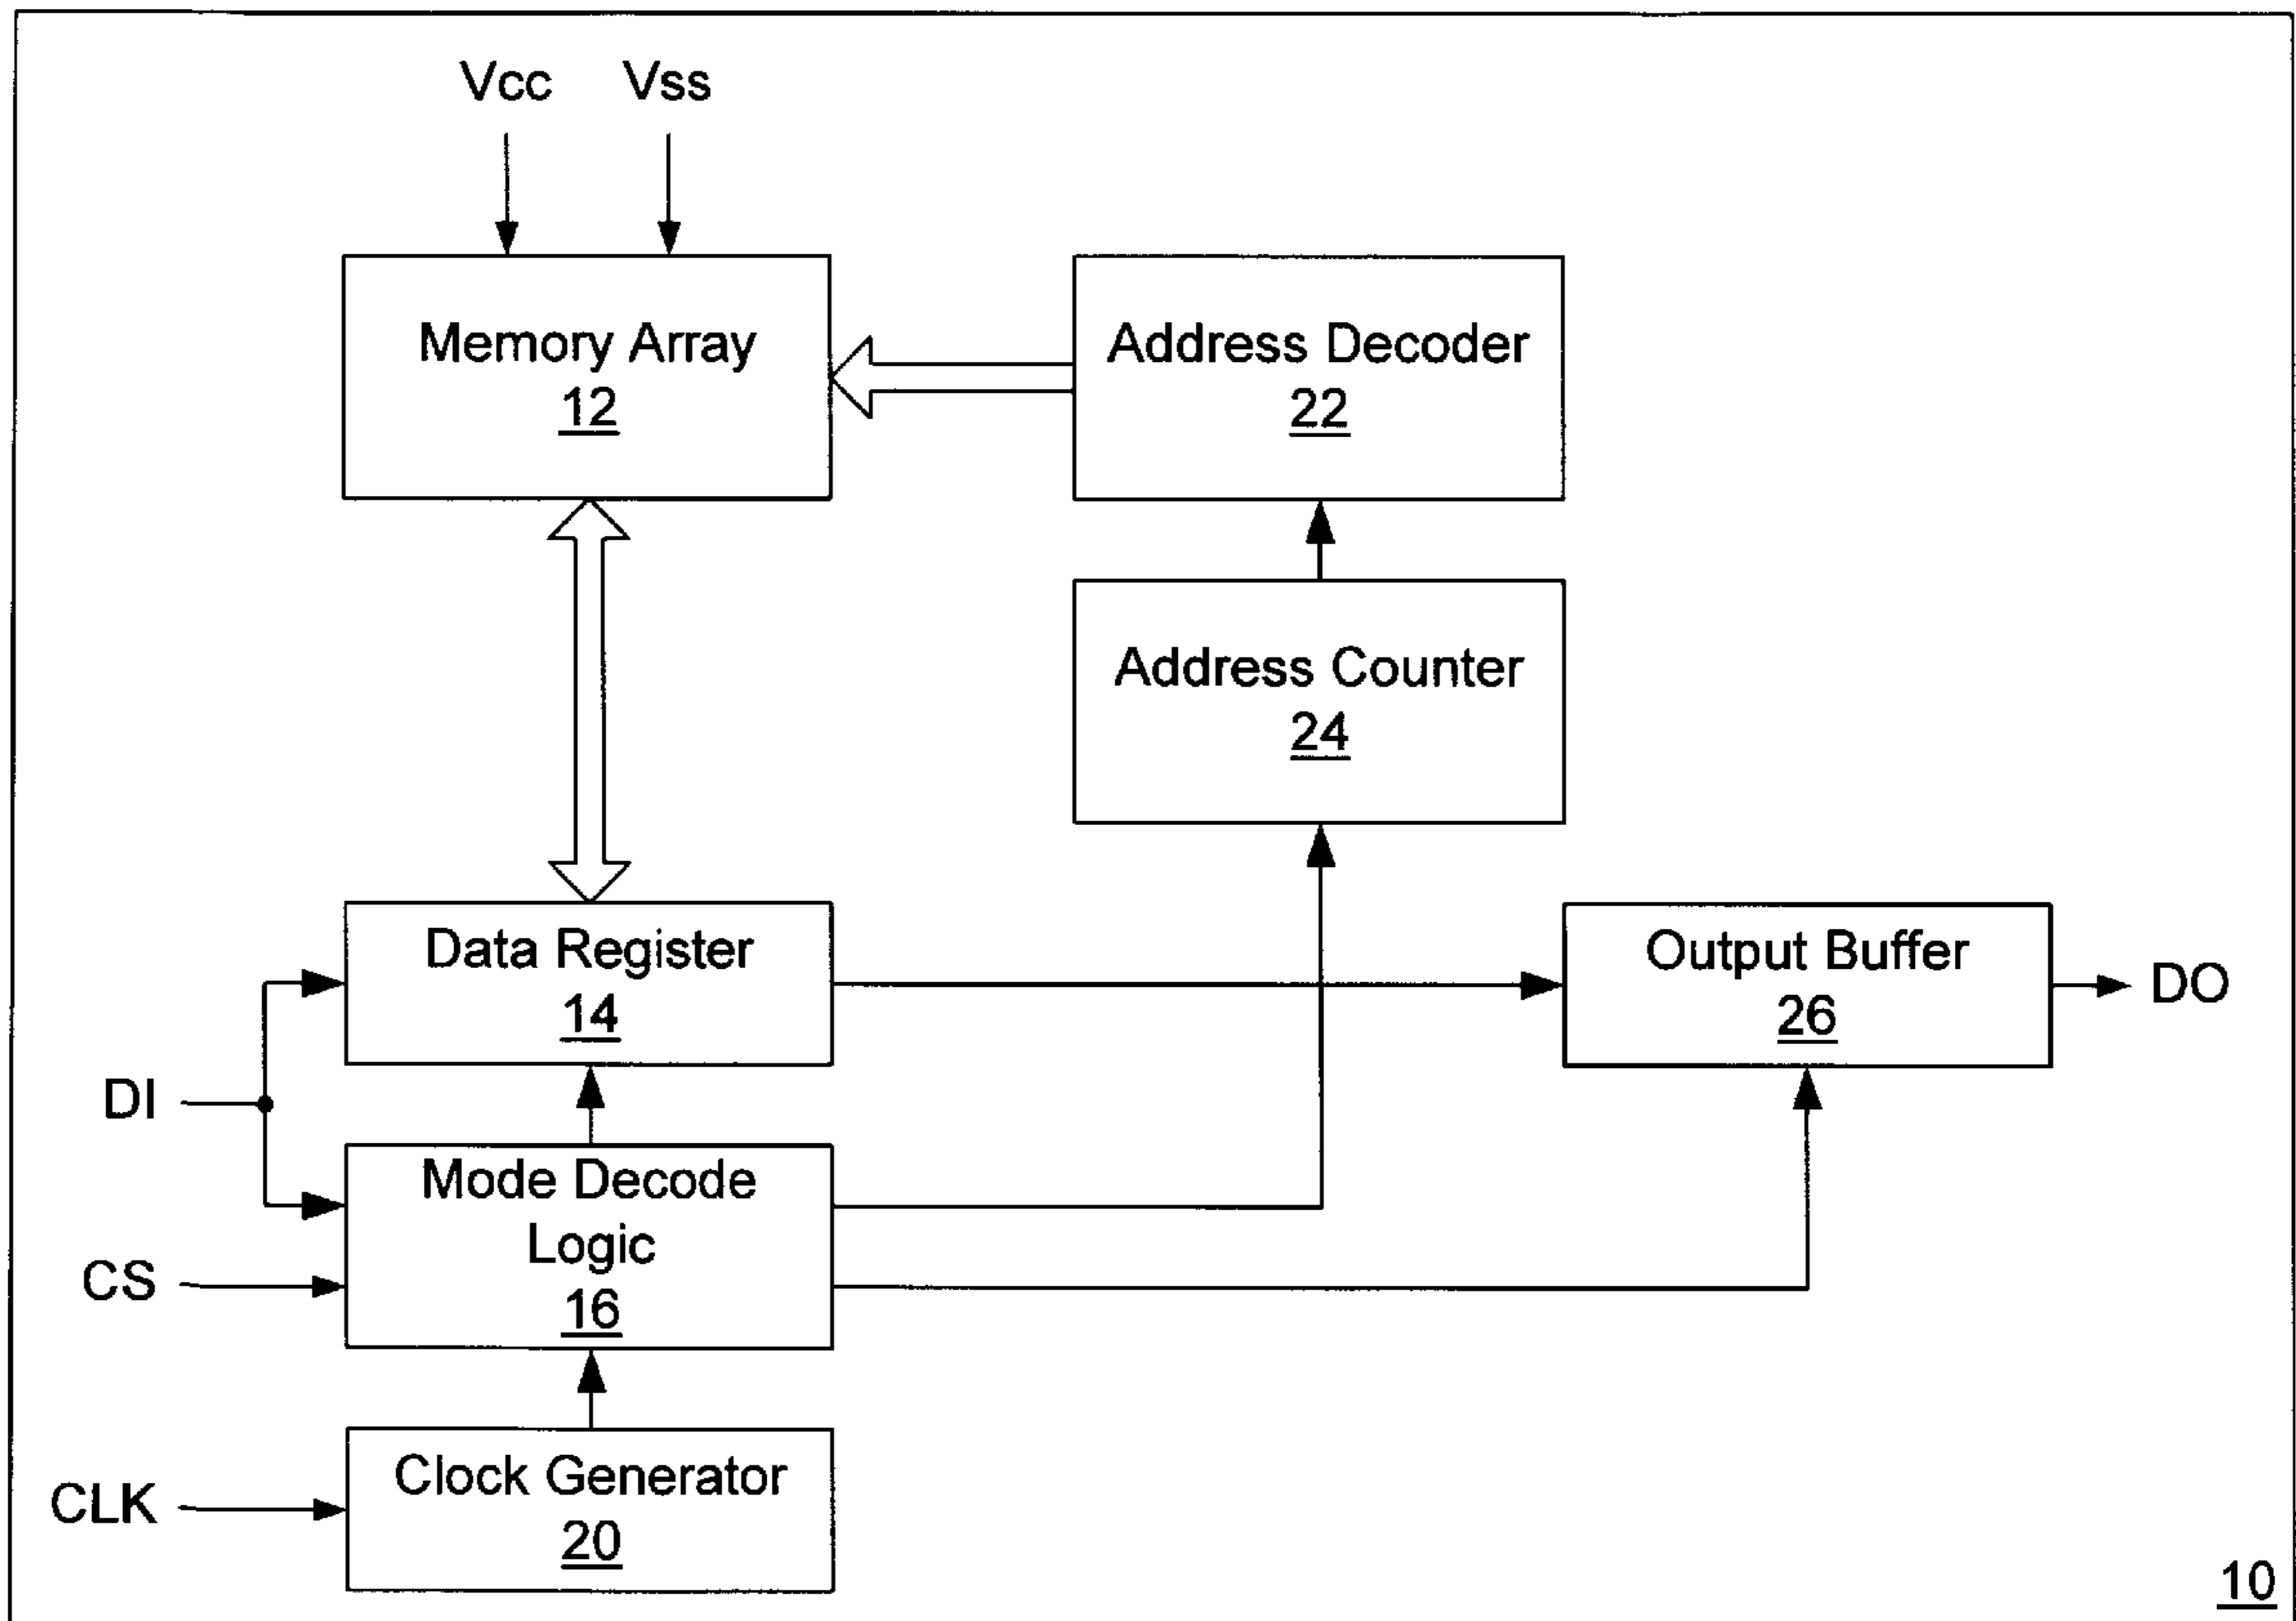 Vcc Vss
Memory Array
12
Address Decoder
22
Address Counter
24
Data Register
14
Output Buffer
26
DO
DI
Mode Decode
Logic
16
CS
Clock Generator
20
CLK
10